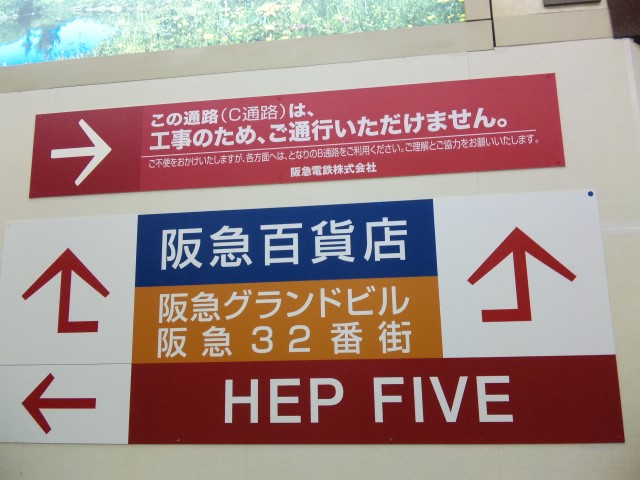 この通路(C通路)は、
工事のため、ご通行いただけません。
ご不便をおかけいたしますが、各方面へは、となりのB通路をご利用ください。ご理解とご協力をお願いいたします。
阪急電鉄株式会社
阪急百貨店
阪急グランドビル
阪急32番街
HEP FIVE